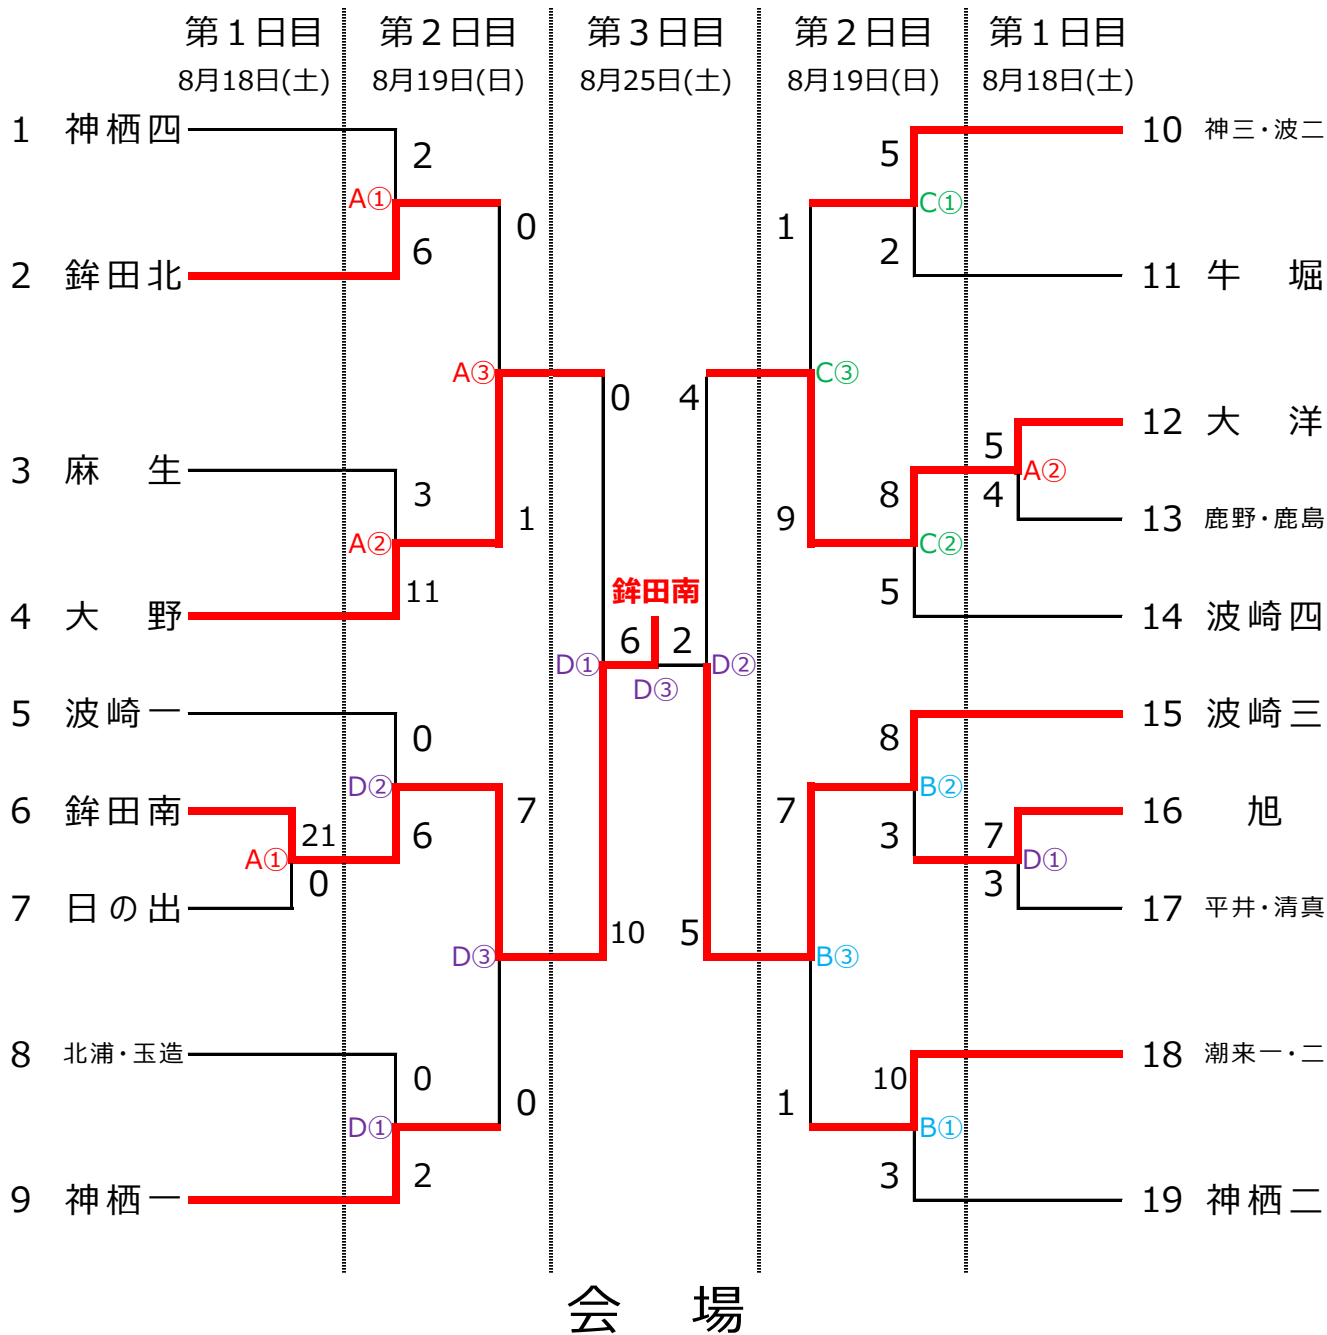 第１日目 第２日目 第３日目 第２日目 第１日目
8月18日(土) 8月19日(日) 8月25日(土) 8月19日(日) 8月18日(土)
1 神栖四 10 神三・波二
2 5
A① C①
0 1
6 2
2 鉾田北 11 牛 堀
A③ C③
0 4
12 大 洋
5
3 麻 生 A②
3 8 4
1 9 13 鹿野・鹿島
A② C②
11 5
鉾田南
4 大 野 14 波崎四
6 2
D① D②
D③
5 波崎一 15 波崎三
0 8
D② B②
6 鉾田南 7 7 16 旭
21 6 3 7
A① D①
0 3
7 日の出 17 平井・清真
10 5
D③ B③
8 北浦・玉造 18 潮来一・二
0 10
0 1
D① B①
2 3
9 神栖一 19 神栖二
会 場